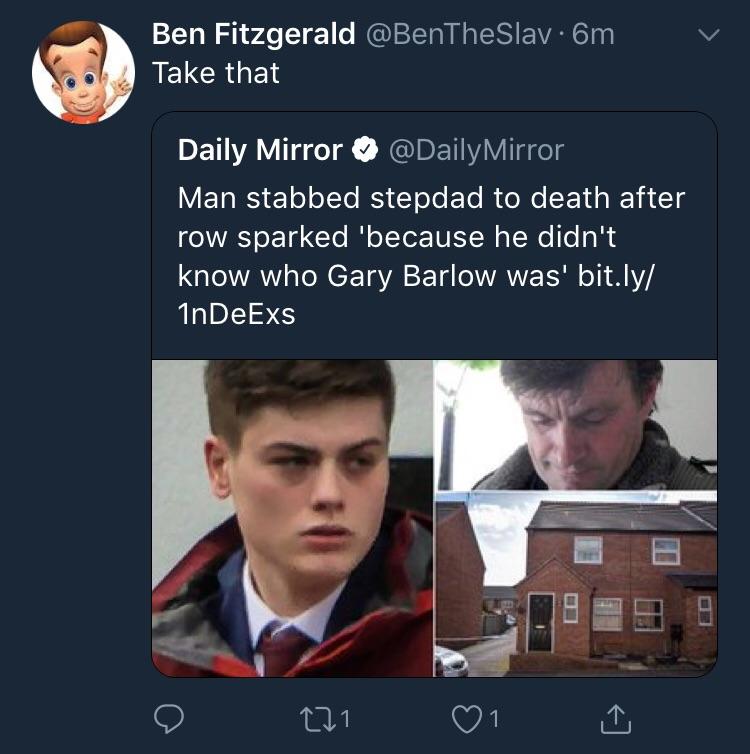 Ben Fitzgerald @BenTheSlav · 6m
Take that
Daily Mirror @DailyMirror
Man stabbed stepdad to death after
row sparked 'because he didn't
know who Gary Barlow was' bit.ly/
1nDeExs
1 1